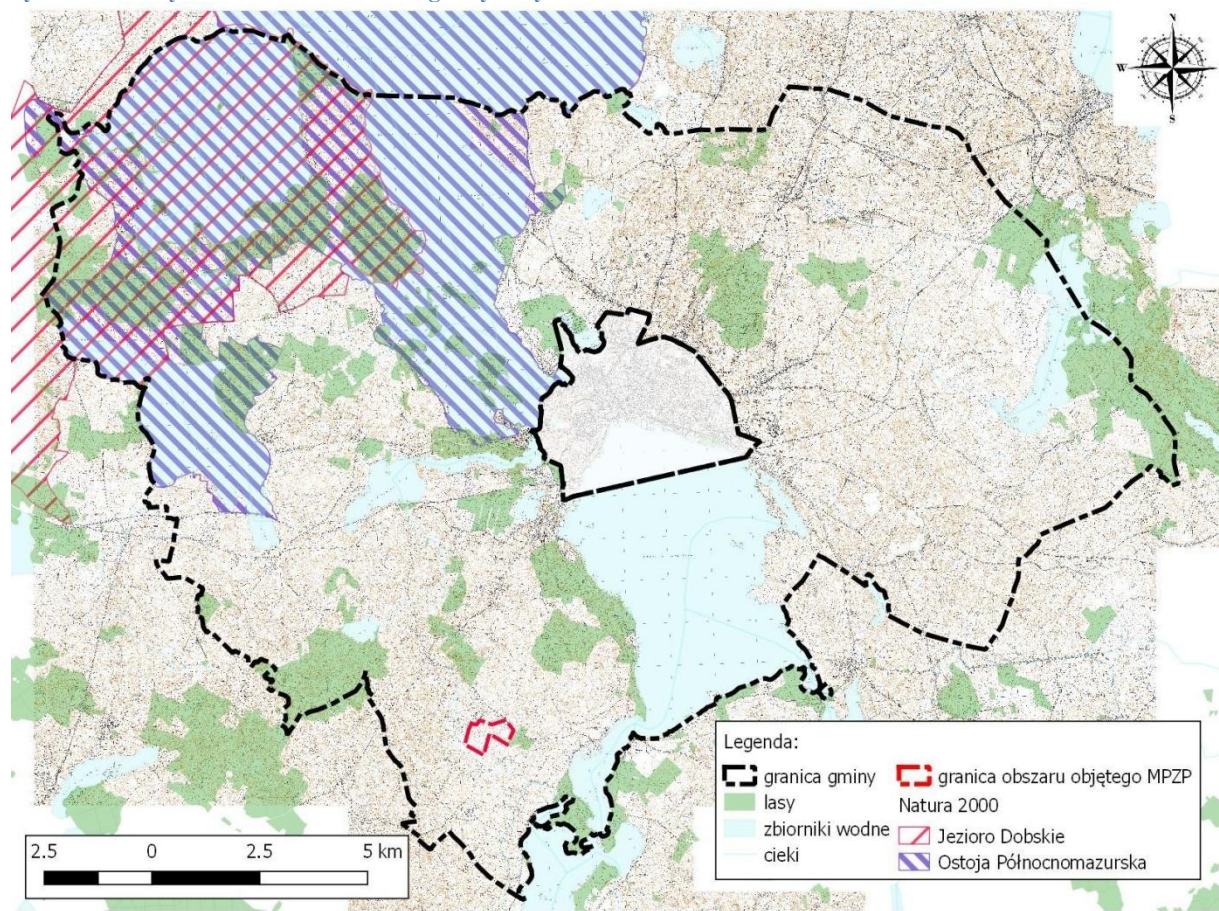 N
W
S
Legenda:
granica gminy
lasy
zbiorniki wodne
cieki
granica obszaru objętego MPZP
Natura 2000
Jezioro Dobskie
Ostoja Północnomazurska
2.5 0 2.5 5 km